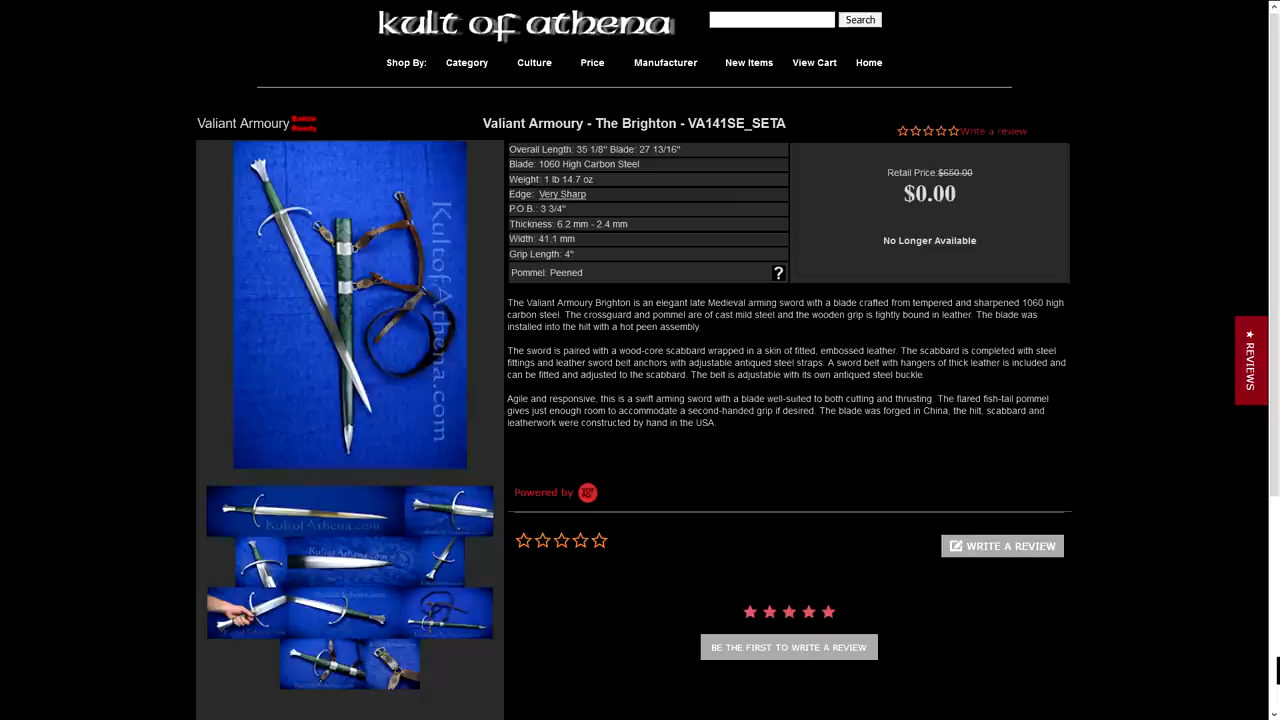 kult of athena
Search
Shop By: Category Culture Price Manufacturer New Items View Cart Home
Valiant Armoury
Valiant Armoury - The Brighton - VA141SE_SETA
Write a review
Overall Length: 35 1/8" Blade: 27 13/16"
Blade: 1060 High Carbon Steel
Weight: 1 lb 14.7 oz
Edge: Very Sharp
P.O.B.: 3 3/4"
Thickness: 6.2 mm - 2.4 mm
Width: 41.1 mm
Grip Length: 4"
Pommel: Peened
?
Retail Price:$650.00
$0.00
No Longer Available
KultofAthena.com
The Valiant Armoury Brighton is an elegant late Medieval arming sword with a blade crafted from tempered and sharpened 1060 high
carbon steel. The crossguard and pommel are of cast mild steel and the wooden grip is tightly bound in leather. The blade was
installed into the hilt with a hot peen assembly.
The sword is paired with a wood-core scabbard wrapped in a skin of fitted, embossed leather. The scabbard is completed with steel
fittings and leather sword belt anchors with adjustable antiqued steel straps. A sword belt with hangers of thick leather is included and
can be fitted and adjusted to the scabbard. The belt is adjustable with its own antiqued steel buckle.
Agile and responsive, this is a swift arming sword with a blade well-suited to both cutting and thrusting. The flared fish-tail pommel
gives just enough room to accommodate a second-handed grip if desired. The blade was forged in China, the hilt, scabbard and
leatherwork were constructed by hand in the USA.
Powered by
KultofAthena.com
KultofAthena.com
WRITE A REVIEW
BE THE FIRST TO WRITE A REVIEW
★ REVIEWS